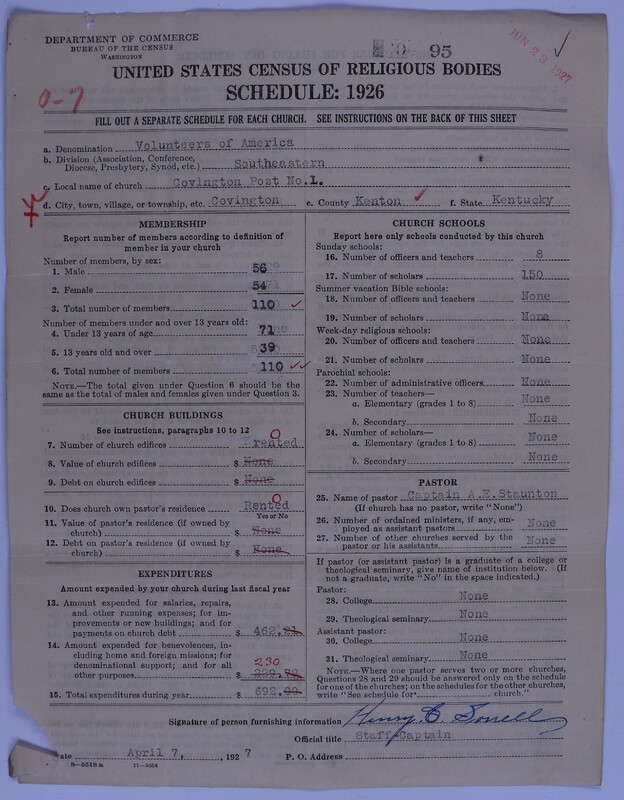 DEPARTMENT OF COMMERCE
BUREAU OF THE CENSUS
WASHINGTON
95
JUN 23 1927
UNITED STATES CENSUS OF RELIGIOUS BODIES
SCHEDULE: 1926
0-7
FILL OUT A SEPARATE SCHEDULE FOR EACH CHURCH. SEE INSTRUCTIONS ON THE BACK OF THIS SHEET
a. Denomination Volunteers of America
b. Division (Association, Conference, Diocese, Presbytery, Synod, etc.) Southeastern
c. Local name of church Covington Post No.1.
d. City, town, village, or township, etc. Covington e. County Kenton f. State Kentucky
MEMBERSHIP
Report number of members according to definition of
member in your church
Number of members, by sex:
1. Male 56
2. Female 54
3. Total number of members 110
Number of members under and over 13 years old:
4. Under 13 years of age 71
5. 13 years old and over 39
6. Total number of members 110
NOTE.—The total given under Question 6 should be
same as the total of males and females given under Question 3.
CHURCH BUILDINGS
See instructions, paragraphs 10 to 12
0
7. Number of church edifices rented
8. Value of church edifices $ None
9. Debt on church edifices $ None
0
10. Does church own pastor's residence Rented
Yes or No
11. Value of pastor's residence (if owned by
church) $ None
12. Debt on pastor's residence (if owned by
church) $ None
EXPENDITURES
Amount expended by your church during last fiscal year
13. Amount expended for salaries, repairs,
and other running expenses; for im-
provements or new buildings; and for
payments on church debt $ 462.21
14. Amount expended for benevolences, in-
cluding home and foreign missions; for
denominational support; and for all
230
other purposes $ 229.78
15. Total expenditures during year $ 692.
CHURCH SCHOOLS
Report here only schools conducted by this church
Sunday schools:
16. Number of officers and teachers 8
17. Number of scholars 150
Summer vacation Bible schools:
18. Number of officers and teachers None
19. Number of scholars None
Week-day religious schools:
20. Number of officers and teachers None
21. Number of scholars None
Parochial schools:
22. Number of administrative officers None
23. Number of teachers—
a. Elementary (grades 1 to 8) None
b. Secondary None
24. Number of scholars—
a. Elementary (grades 1 to 8) None
b. Secondary None
PASTOR
25. Name of pastor Captain A.E.Staunton
(If church has no pastor, write "None")
26. Number of ordained ministers, if any, em-
ployed as assistant pastors None
27. Number of other churches served by the
pastor or his assistants None
If pastor (or assistant pastor) is a graduate of a college or
theological seminary, give name of institution below. (If
not a graduate, write "No" in the space indicated.)
Pastor:
28. College None
29. Theological seminary None
Assistant pastor:
30. College None
31. Theological seminary None
NOTE.—Where one pastor serves two or more churches,
Questions 28 and 29 should be answered only on the schedule
for one of the churches; on the schedules for the other churches,
write "See schedule for church."
Signature of person furnishing information Henry C. Sorrell
Official title Staff/Captain
Date April 7, 1927 P. O. Address
8—5518 a